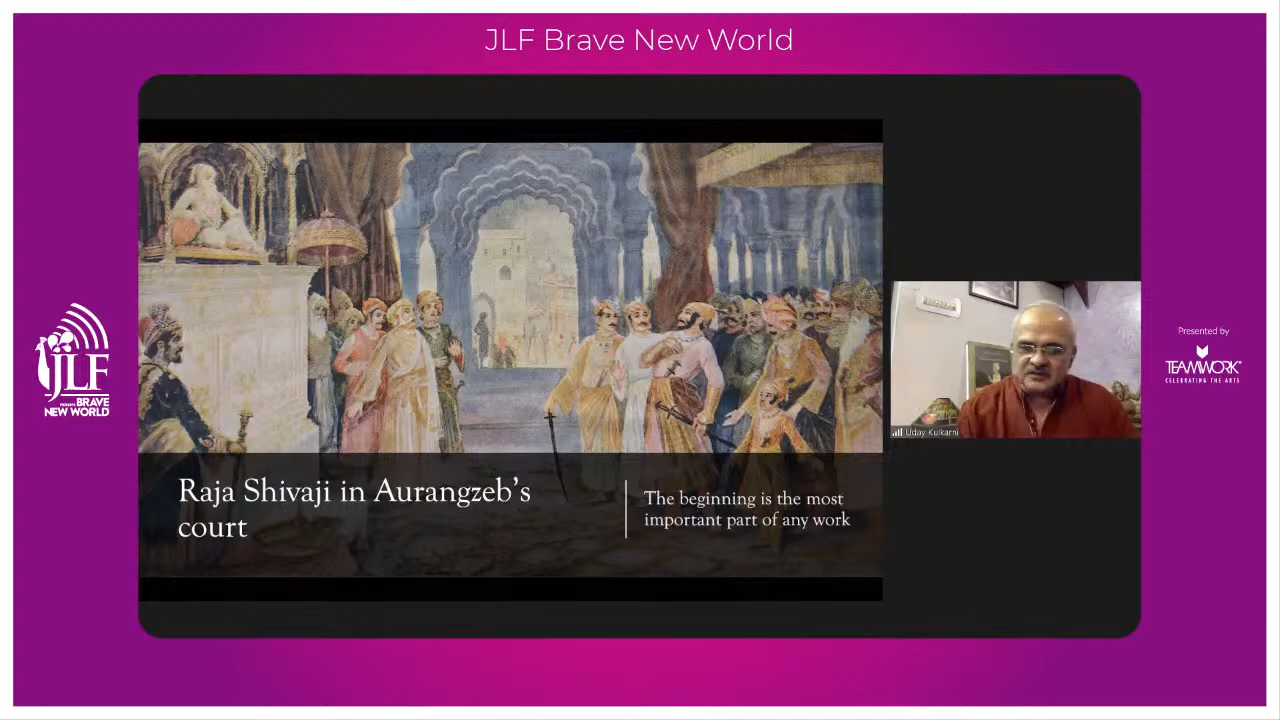 JLF Brave New World
Raja Shivaji in Aurangzeb's
court
The beginning is the most
important part of any work
Uday Kulkarni
JLF
PRESENTS BRAVE
NEW WORLD
Presented by
TEAMWORK
CELEBRATING THE ARTS